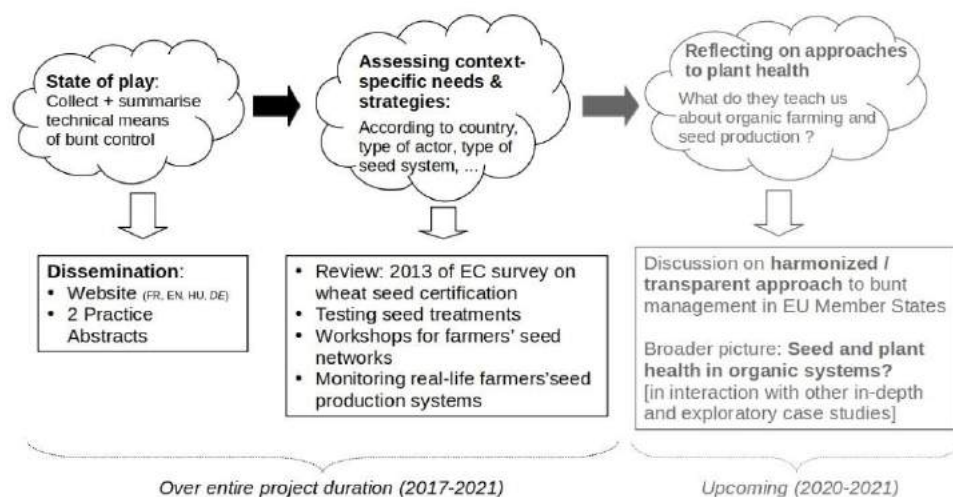 State of play:
Collect + summarise
technical means
of bunt control
Assessing context-
specific needs &
strategies:
According to country,
type of actor, type of
seed system, ...
Reflecting on approaches
to plant health
What do they teach us
about organic farming and
seed production ?
Dissemination:
• Website (FR, EN, HU, DE)
• 2 Practice
Abstracts
• Review: 2013 of EC survey on
wheat seed certification
• Testing seed treatments
• Workshops for farmers' seed
networks
• Monitoring real-life farmers'seed
production systems
Discussion on harmonized /
transparent approach to bunt
management in EU Member States
Broader picture: Seed and plant
health in organic systems?
[in interaction with other in-depth
and exploratory case studies]
Over entire project duration (2017-2021)
Upcoming (2020-2021)